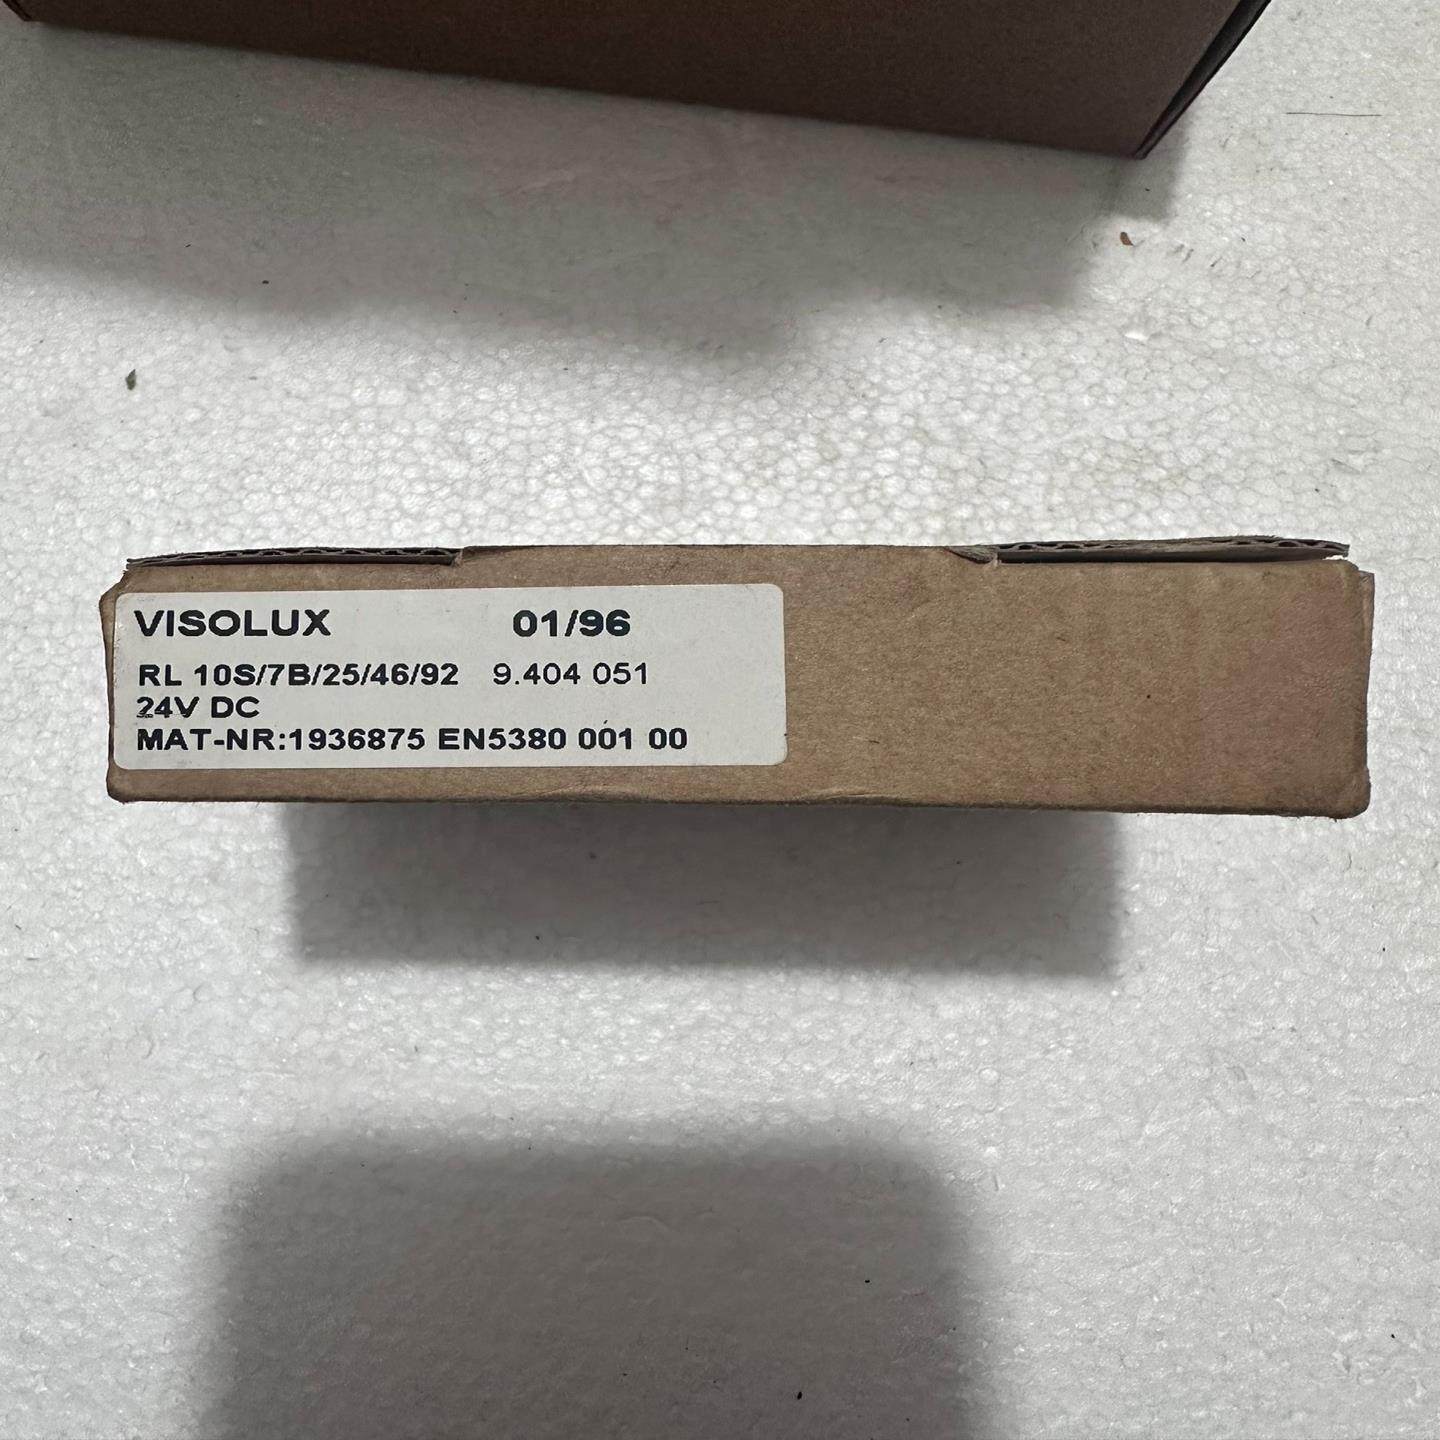 VISOLUX 01/96
RL 10S/7B/25/46/92 9.404 051
24V DC
MAT-NR:1936875 EN5380 001 00